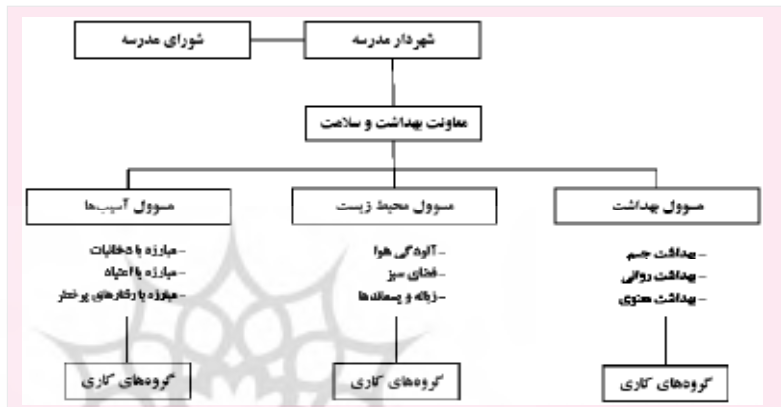 شهردار مدرسه
شورای مدرسه
معاونت بهداشت و سلامت
مسوول بهداشت
مسوول محیط زیست
مسوول آسیب‌ها
- بهداشت جسم
- بهداشت روانی
- بهداشت معنوی
- آلودگی هوا
- فضای سبز
- زباله و پسماندها
- مبارزه با دخانیات
- مبارزه با اعتیاد
- مبارزه با رفتارهای پرخطر
گروه‌های کاری
گروه‌های کاری
گروه‌های کاری